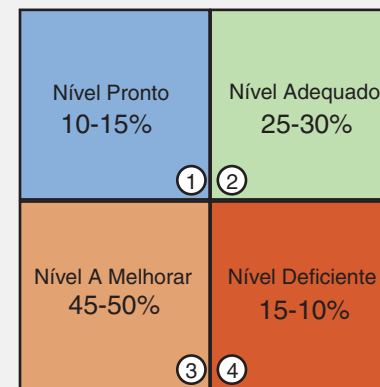 Nível Pronto
10-15%
1
Nível Adequado
25-30%
2
Nível A Melhorar
45-50%
3
Nível Deficiente
15-10%
4